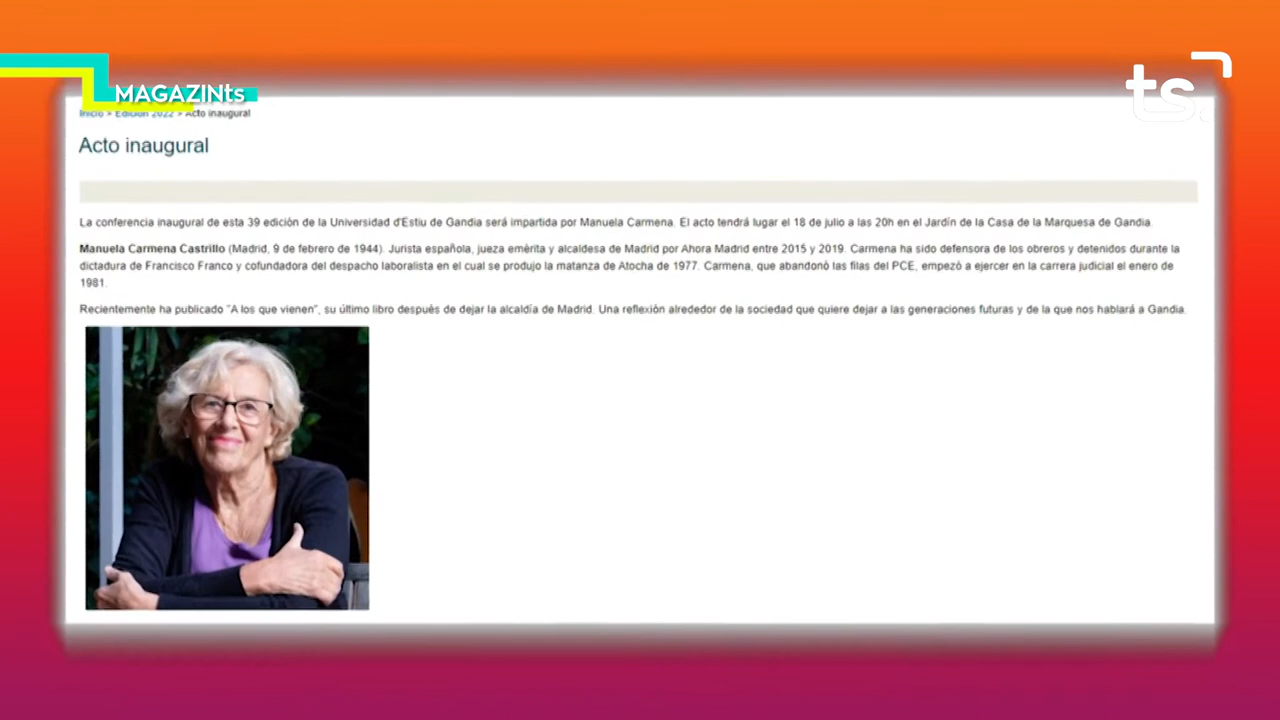 MAGAZINts
ts
Inicio > Edición 2022 > Acto inaugural
Acto inaugural
La conferencia inaugural de esta 39 edición de la Universidad d'Estiu de Gandia será impartida por Manuela Carmena. El acto tendrá lugar el 18 de julio a las 20h en el Jardín de la Casa de la Marquesa de Gandia.
Manuela Carmena Castrillo (Madrid, 9 de febrero de 1944). Jurista española, jueza emérita y alcaldesa de Madrid por Ahora Madrid entre 2015 y 2019. Carmena ha sido defensora de los obreros y detenidos durante la
dictadura de Francisco Franco y cofundadora del despacho laboralista en el cual se produjo la matanza de Atocha de 1977. Carmena, que abandonó las filas del PCE, empezó a ejercer en la carrera judicial el enero de
1981.
Recientemente ha publicado "A los que vienen", su último libro después de dejar la alcaldía de Madrid. Una reflexión alrededor de la sociedad que quiere dejar a las generaciones futuras y de la que nos hablará a Gandia.